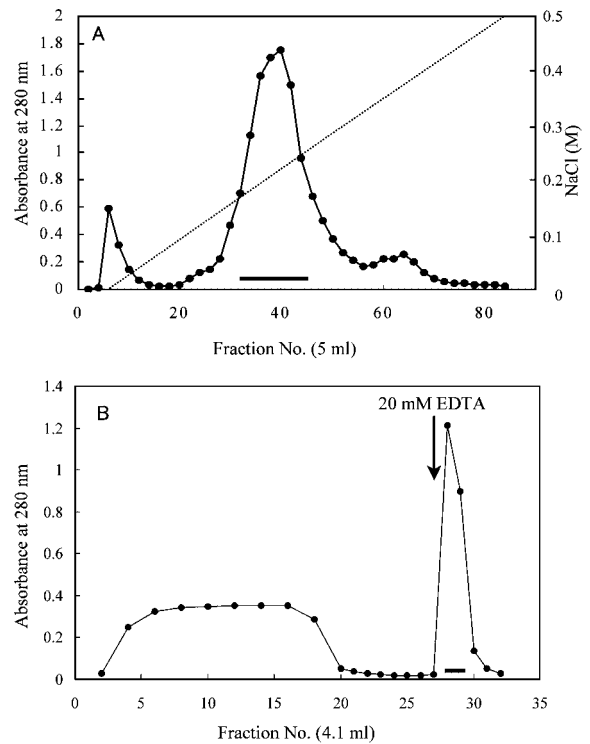 A
Absorbance at 280 nm
2
1.8
1.6
1.4
1.2
1
0.8
0.6
0.4
0.2
0
0.5
0.4
0.3
0.2
0.1
0
NaCl (M)
0 20 40 60 80
Fraction No. (5 ml)
B
20 mM EDTA
Absorbance at 280 nm
1.4
1.2
1
0.8
0.6
0.4
0.2
0
0 5 10 15 20 25 30 35
Fraction No. (4.1 ml)